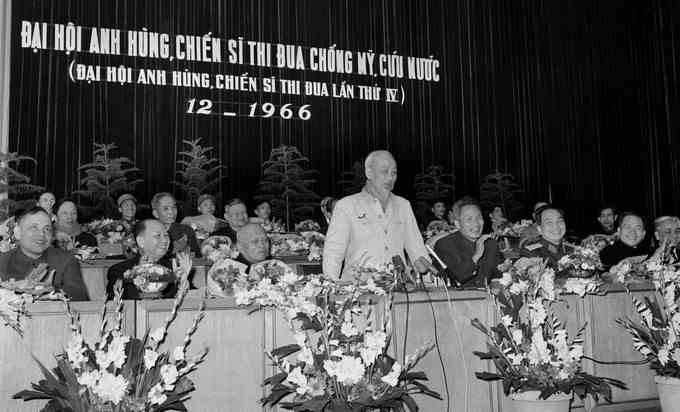 ĐẠI HỘI ANH HÙNG, CHIẾN SĨ THI ĐUA CHỐNG MỸ, CỨU NƯỚC
(ĐẠI HỘI ANH HÙNG, CHIẾN SĨ THI ĐUA LẦN THỨ IV)
12 - 1966